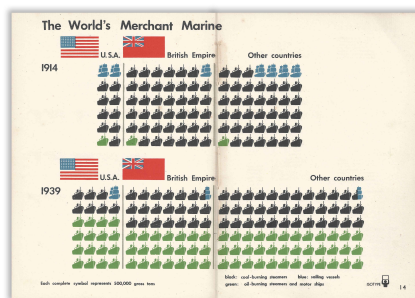 The World's Merchant Marine
U.S.A. British Empire Other countries
1914
U.S.A. British Empire Other countries
1939
Each complete symbol represents 500,000 gross tons
black: coal-burning steamers blue: sailing vessels
green: oil-burning steamers and motor ships
ISOTYPE 14